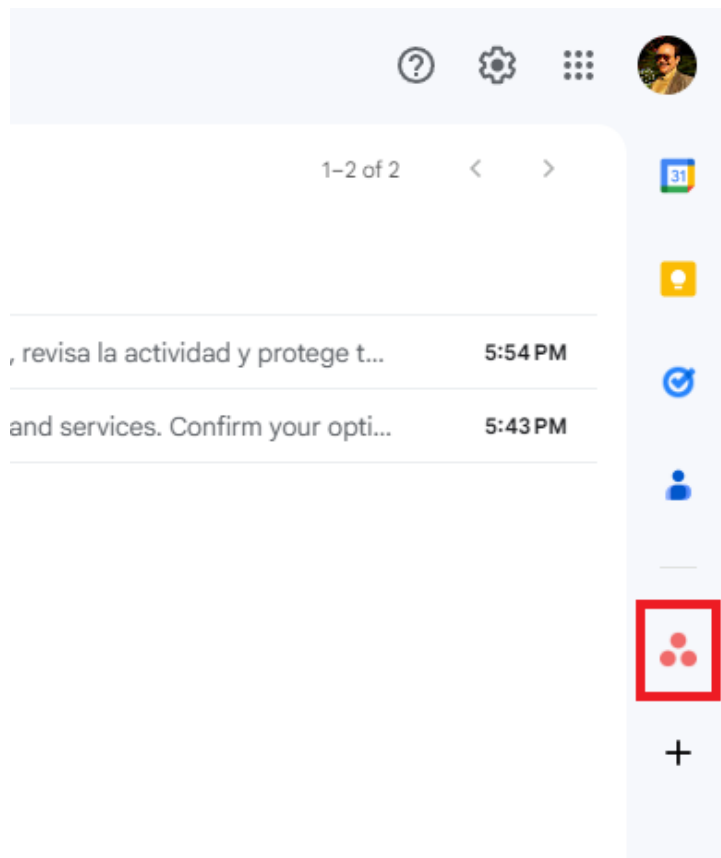 1–2 of 2
31
, revisa la actividad y protege t...
5:54 PM
and services. Confirm your opti...
5:43 PM